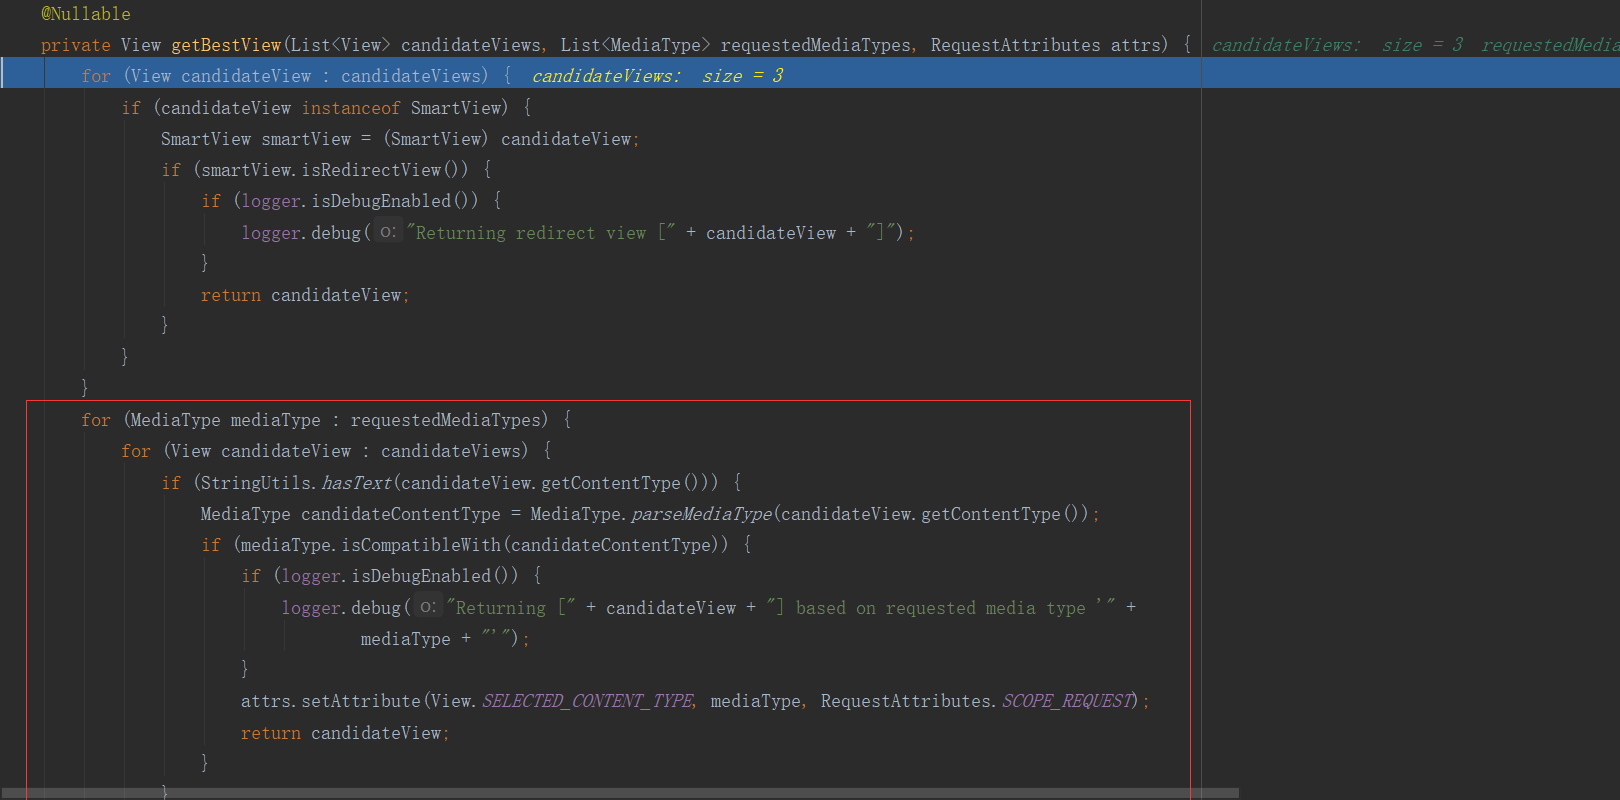 @Nullable
private View getBestView(List<View> candidateViews, List<MediaType> requestedMediaTypes, RequestAttributes attrs) { candidateViews: size = 3 requestedMedia
for (View candidateView : candidateViews) { candidateViews: size = 3
if (candidateView instanceof SmartView) {
SmartView smartView = (SmartView) candidateView;
if (smartView.isRedirectView()) {
if (logger.isDebugEnabled()) {
logger.debug( o: "Returning redirect view [" + candidateView + "]");
}
return candidateView;
}
}
}
for (MediaType mediaType : requestedMediaTypes) {
for (View candidateView : candidateViews) {
if (StringUtils.hasText(candidateView.getContentType())) {
MediaType candidateContentType = MediaType.parseMediaType(candidateView.getContentType());
if (mediaType.isCompatibleWith(candidateContentType)) {
if (logger.isDebugEnabled()) {
logger.debug( o: "Returning [" + candidateView + "] based on requested media type '" +
mediaType + "'");
}
attrs.setAttribute(View.SELECTED_CONTENT_TYPE, mediaType, RequestAttributes.SCOPE_REQUEST);
return candidateView;
}
}